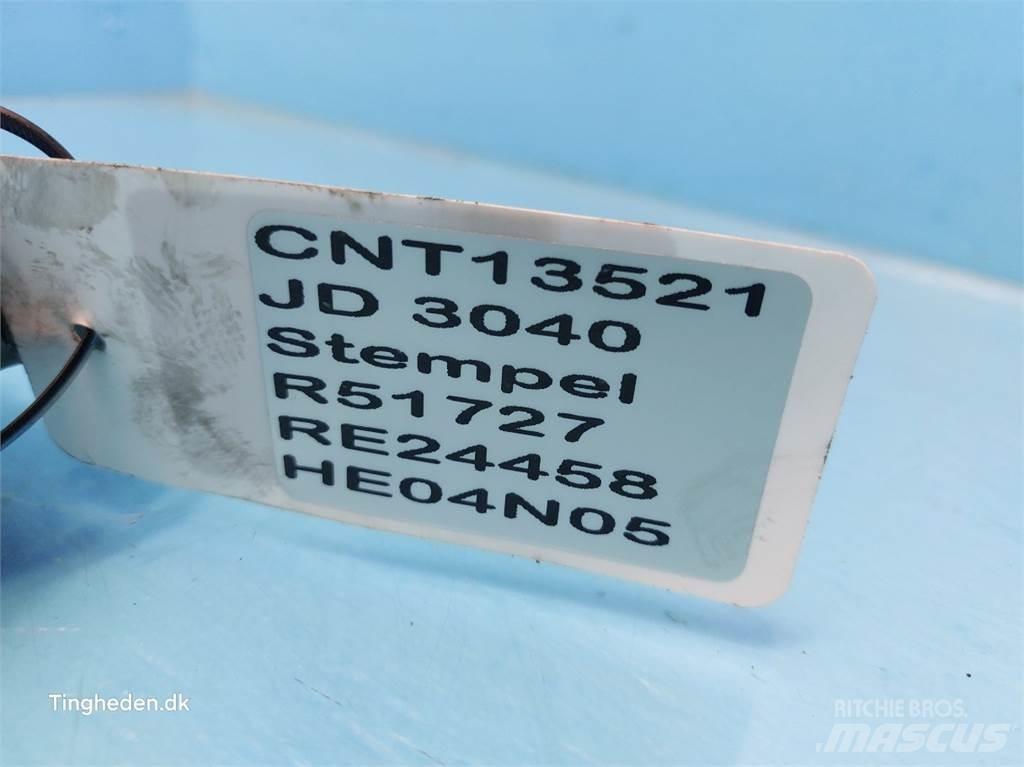 CNT13521
JD 3040
Stempel
R51727
RE24458
HE04N05
Tingheden.dk
RITCHIE BROS.
MASCUS